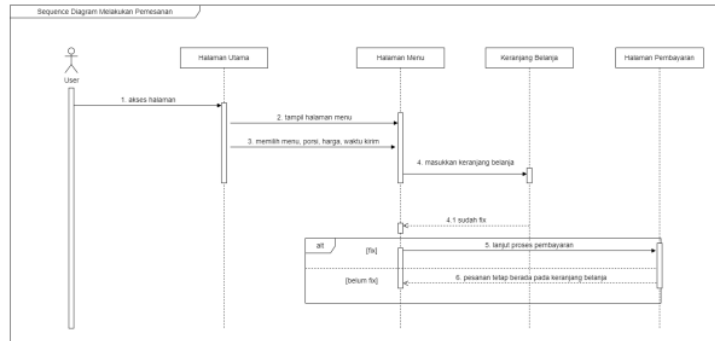 Sequence Diagram Melakukan Pemesanan
User
Halaman Utama
Halaman Menu
Keranjang Belanja
Halaman Pembayaran
1. akses halaman
2. tampil halaman menu
3. memilih menu, porsi, harga, waktu kirim
4. masukkan keranjang belanja
4.1 sudah fix
alt
[fix]
5. lanjut proses pembayaran
[belum fix]
6. pesanan tetap berada pada keranjang belanja